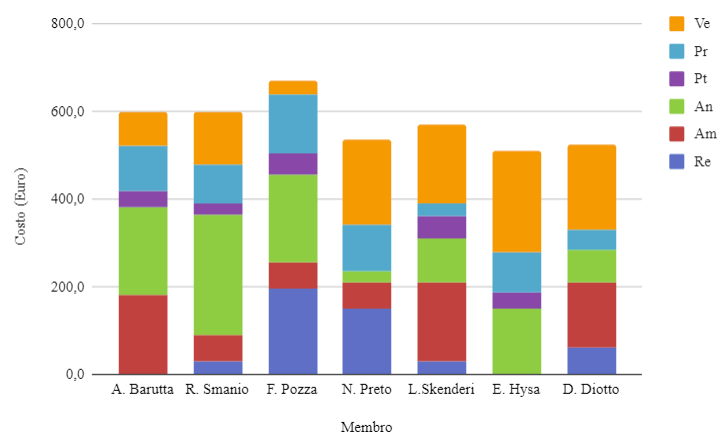 800,0
600,0
400,0
200,0
0,0
Costo (Euro)
A. Barutta R. Smanio F. Pozza N. Preto L.Skenderi E. Hysa D. Diotto
Membro
Ve
Pr
Pt
An
Am
Re